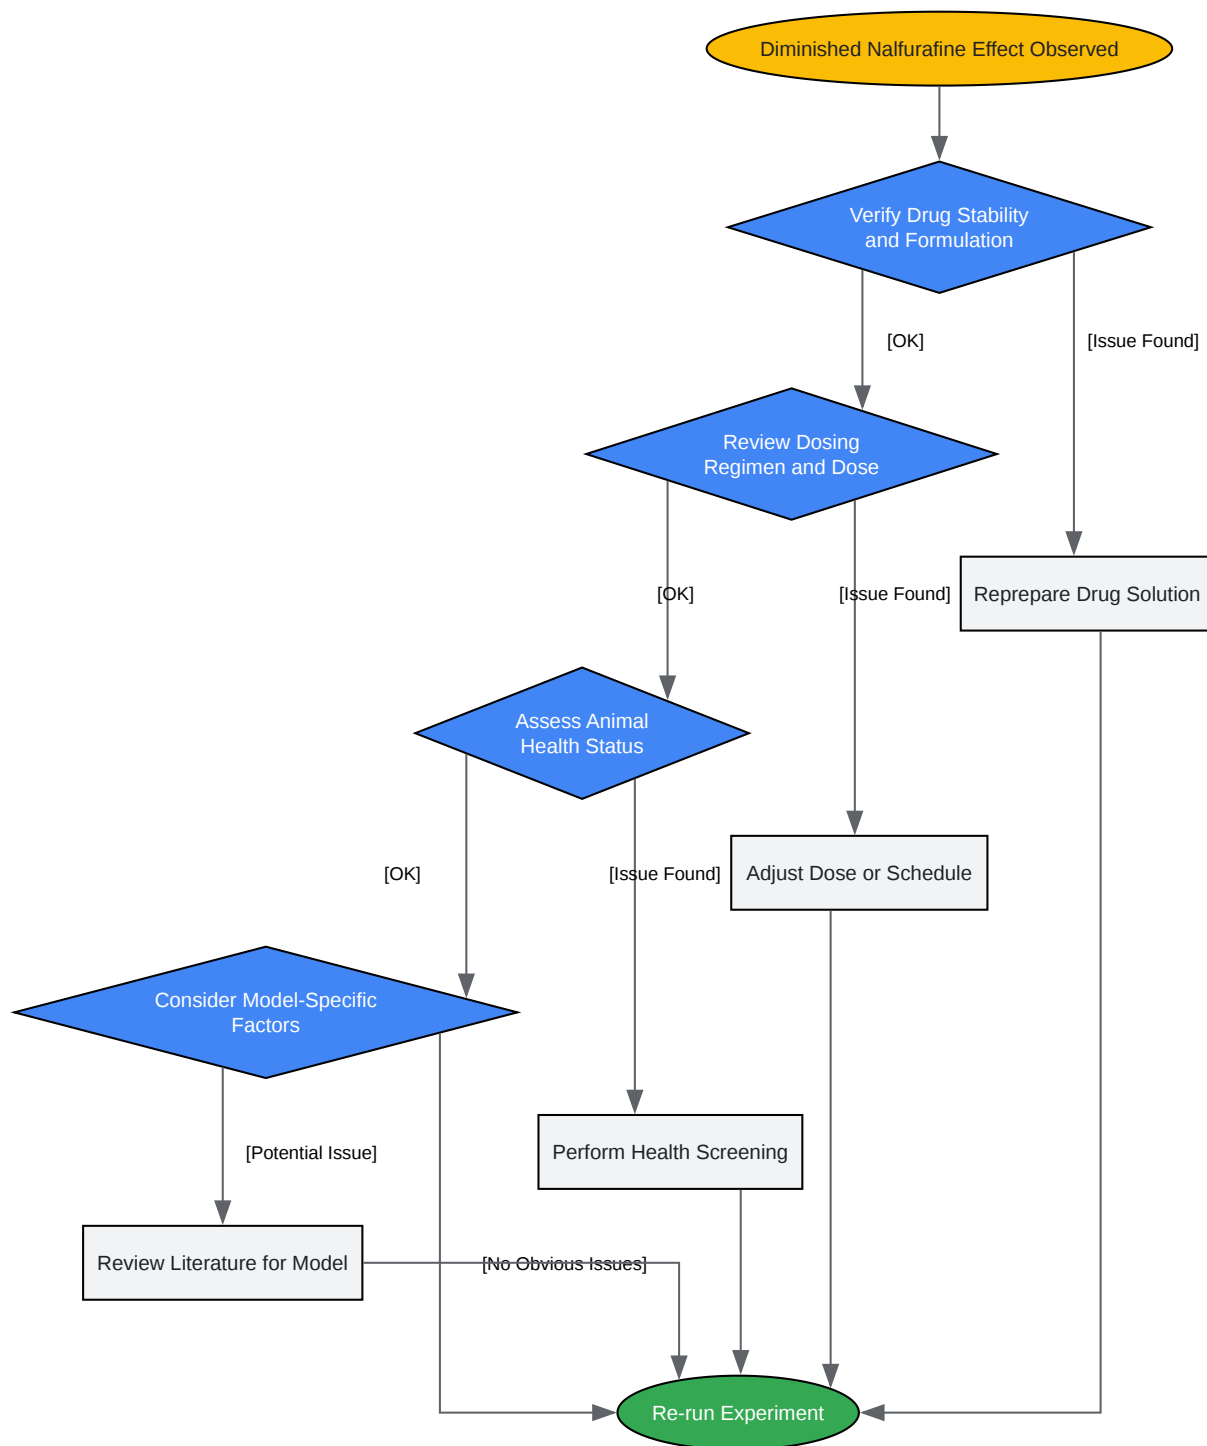 Diminished Nalfurafine Effect Observed
Verify Drug Stability
and Formulation
[OK]
[Issue Found]
Review Dosing
Regimen and Dose
[OK]
[Issue Found]
Reprepare Drug Solution
Assess Animal
Health Status
[OK]
[Issue Found]
Adjust Dose or Schedule
Consider Model-Specific
Factors
[Potential Issue]
Perform Health Screening
Review Literature for Model
[No Obvious Issues]
Re-run Experiment